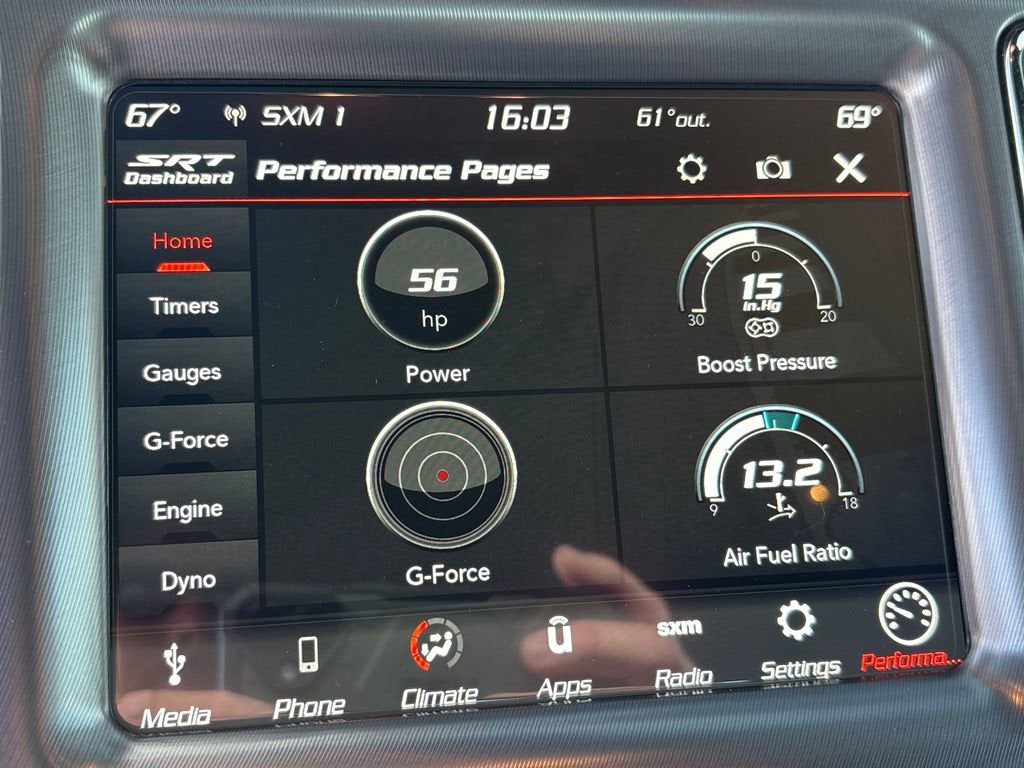 67° SXM 1 16:03 61°out. 69°
SRT
Dashboard
Performance Pages
Home
Timers
Gauges
G-Force
Engine
Dyno
56
hp
Power
0
15
in.Hg
30
20
Boost Pressure
G-Force
13.2
9
18
Air Fuel Ratio
Media
Phone
Climate
Apps
sxm
Radio
Settings
Performa...